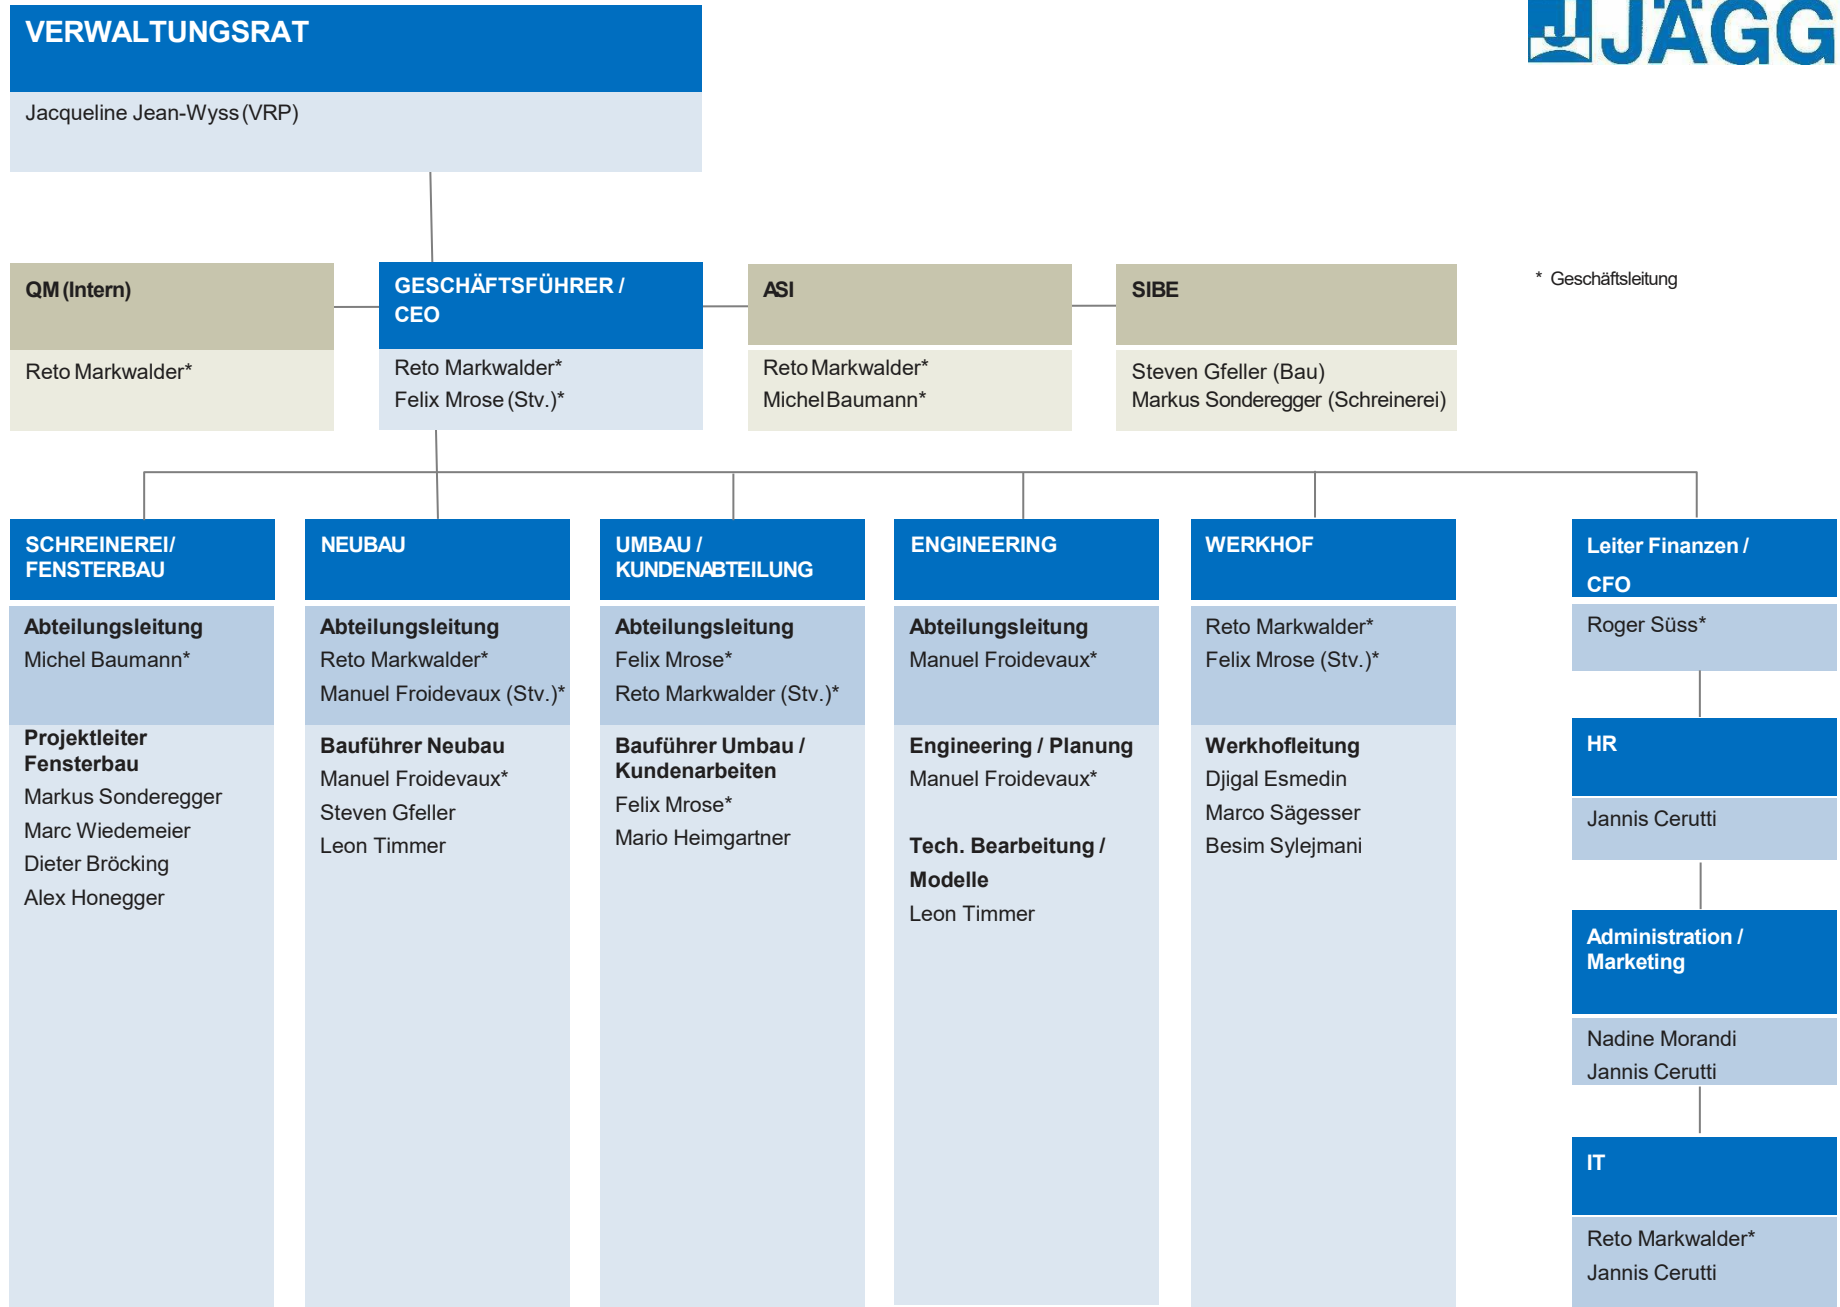 VERWALTUNGSRAT
Jacqueline Jean-Wyss (VRP)
JÄGG
QM (Intern)
Reto Markwalder*
GESCHÄFTSFÜHRER /
CEO
Reto Markwalder*
Felix Mrose (Stv.)*
ASI
Reto Markwalder*
Michel Baumann*
SIBE
Steven Gfeller (Bau)
Markus Sonderegger (Schreinerei)
* Geschäftsleitung
SCHREINEREI/
FENSTERBAU
Abteilungsleitung
Michel Baumann*
Projektleiter
Fensterbau
Markus Sonderegger
Marc Wiedemeier
Dieter Bröcking
Alex Honegger
NEUBAU
Abteilungsleitung
Reto Markwalder*
Manuel Froidevaux (Stv.)*
Bauführer Neubau
Manuel Froidevaux*
Steven Gfeller
Leon Timmer
UMBAU /
KUNDENABTEILUNG
Abteilungsleitung
Felix Mrose*
Reto Markwalder (Stv.)*
Bauführer Umbau /
Kundenarbeiten
Felix Mrose*
Mario Heimgartner
ENGINEERING
Abteilungsleitung
Manuel Froidevaux*
Engineering / Planung
Manuel Froidevaux*
Tech. Bearbeitung /
Modelle
Leon Timmer
WERKHOF
Reto Markwalder*
Felix Mrose (Stv.)*
Werkhofleitung
Djigal Esmedin
Marco Sägesser
Besim Sylejmani
Leiter Finanzen /
CFO
Roger Süss*
HR
Jannis Cerutti
Administration /
Marketing
Nadine Morandi
Jannis Cerutti
IT
Reto Markwalder*
Jannis Cerutti